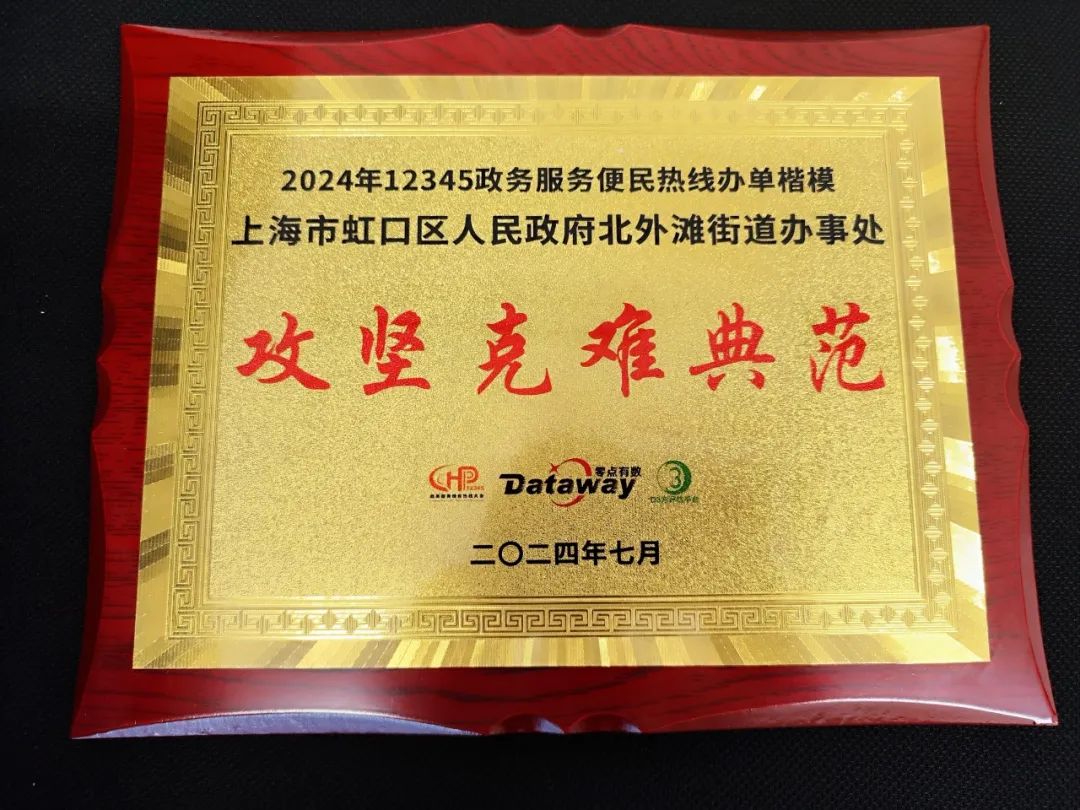 2024年12345政务服务便民热线办单楷模
上海市虹口区人民政府北外滩街道办事处
攻坚克难典范
CHP
12345
零点有数
Dataway
3
二〇二四年七月